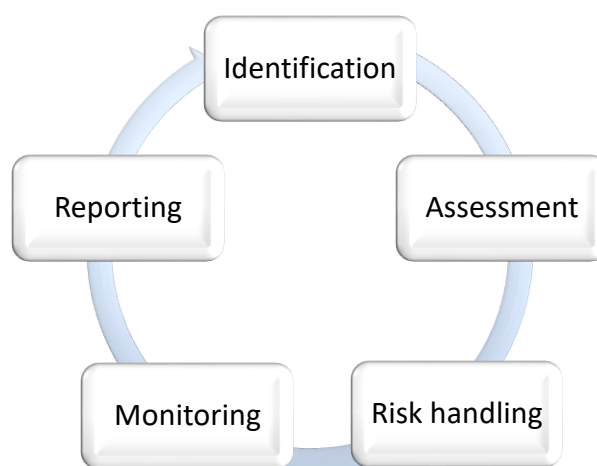 Identification
Assessment
Risk handling
Monitoring
Reporting